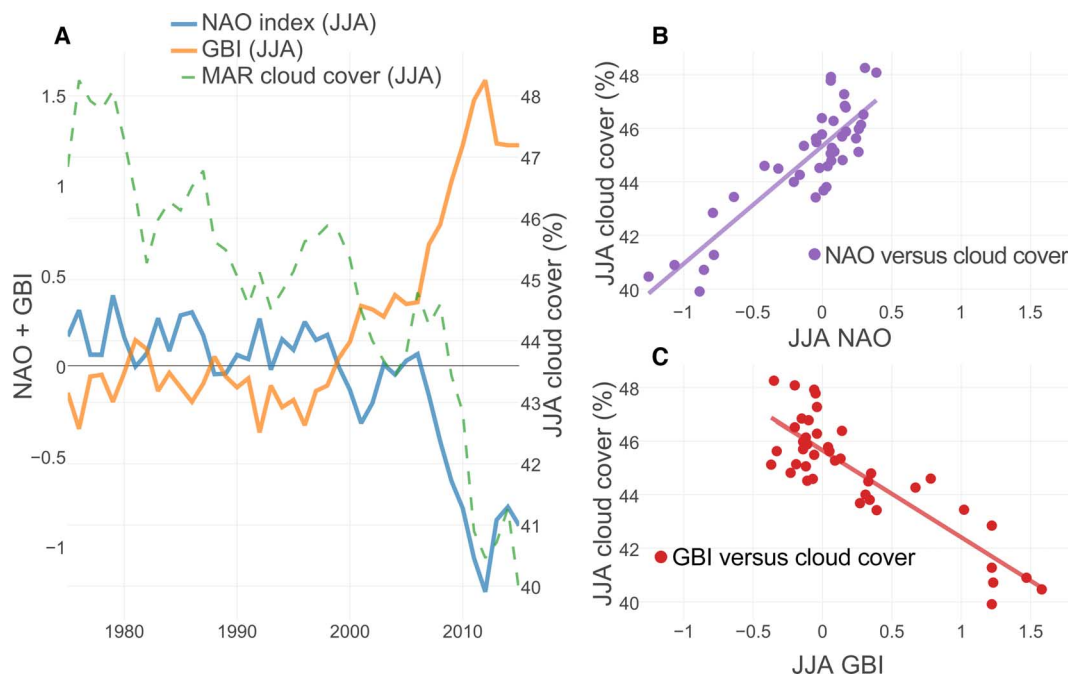 A
NAO index (JJA)
GBI (JJA)
MAR cloud cover (JJA)
NAO + GBI
1.5
1
0.5
0
−0.5
−1
48
47
46
45
44
43
42
41
40
JJA cloud cover (%)
1980
1990
2000
2010
B
JJA cloud cover (%)
48
46
44
42
40
NAO versus cloud cover
−1
−0.5
0
0.5
1
1.5
JJA NAO
C
JJA cloud cover (%)
48
46
44
42
40
GBI versus cloud cover
−1
−0.5
0
0.5
1
1.5
JJA GBI